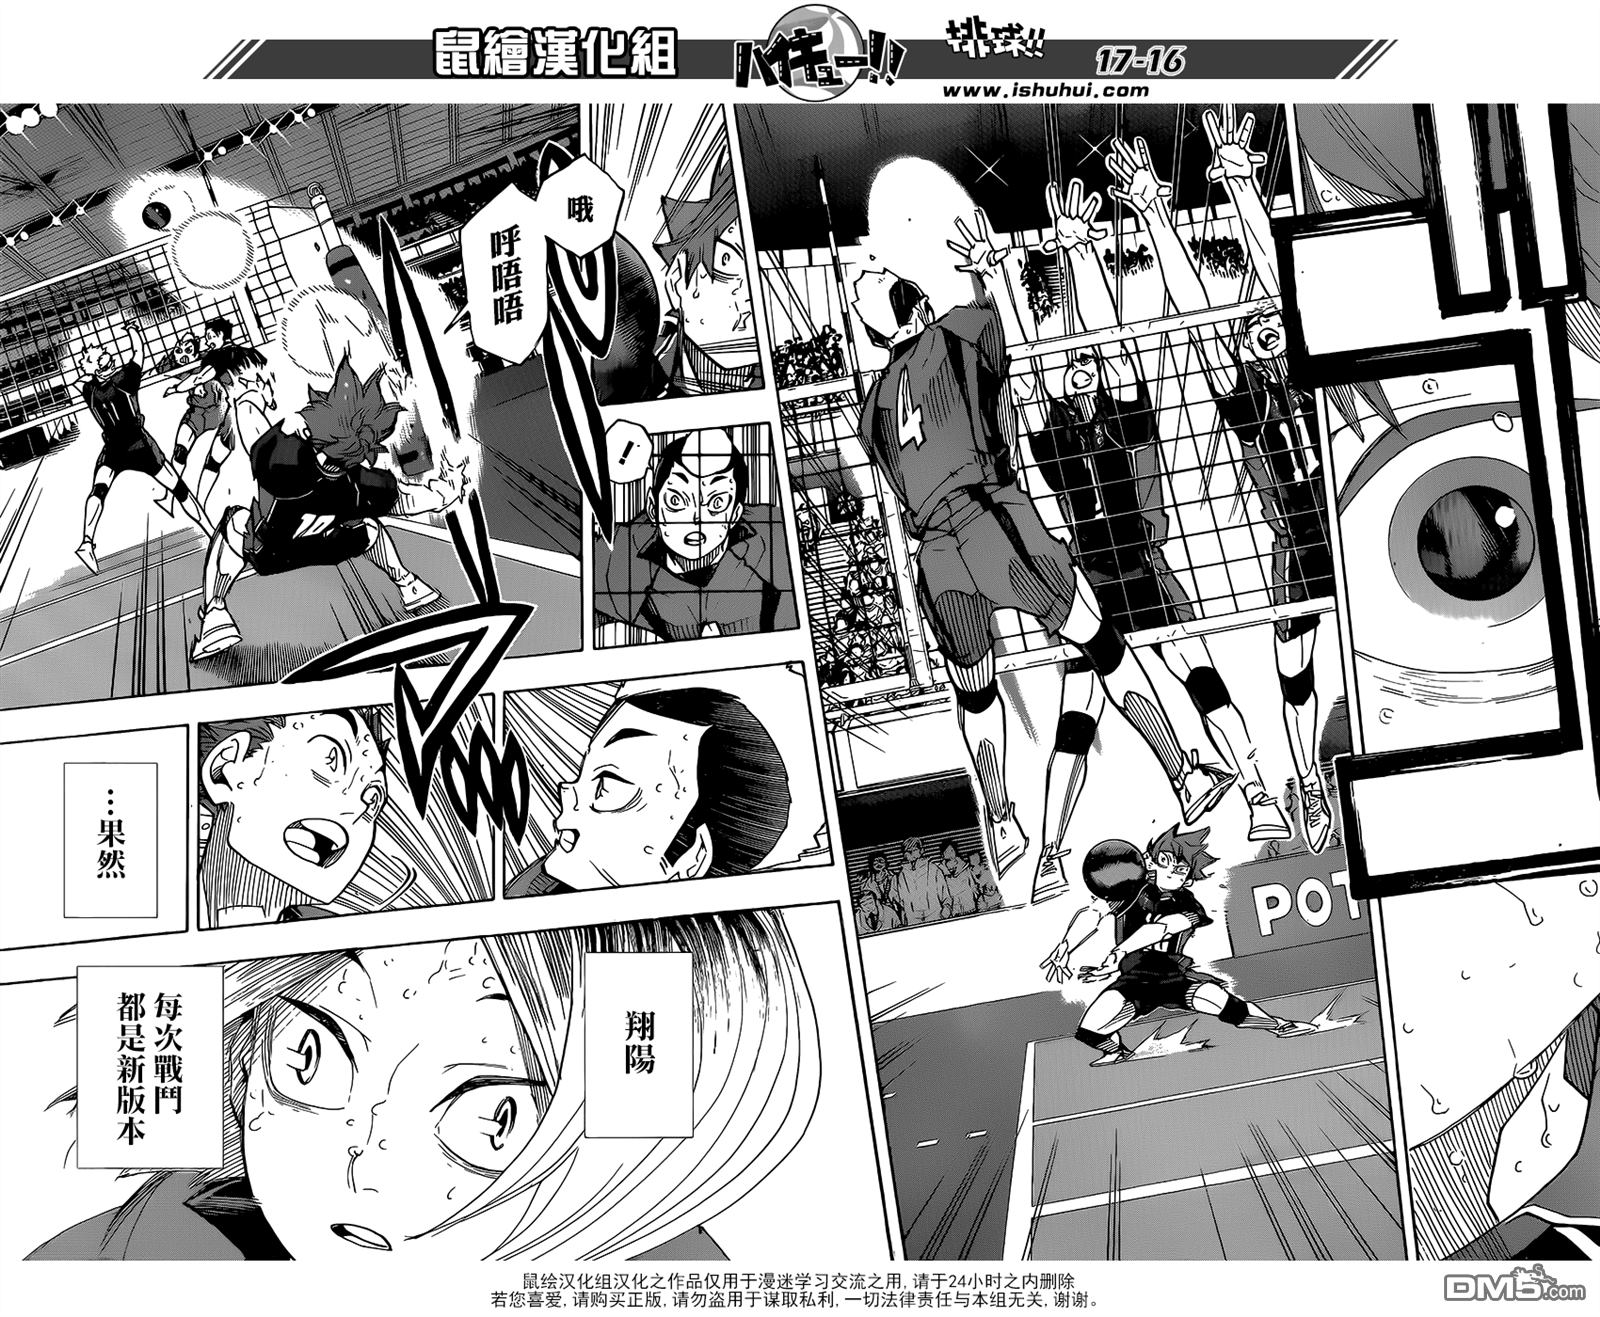 鼠繪漢化組
ハイキュー!!
排球!!
17-16
www.ishuhui.com
4
POT
哦
呼唔唔
!
10
翔陽
…果然
每次戰鬥
都是新版本
鼠绘汉化组汉化之作品仅用于漫迷学习交流之用,请于24小时之内删除
若您喜爱,请购买正版,请勿盗用于谋取私利,一切法律责任与本组无关,谢谢。
DM5.com